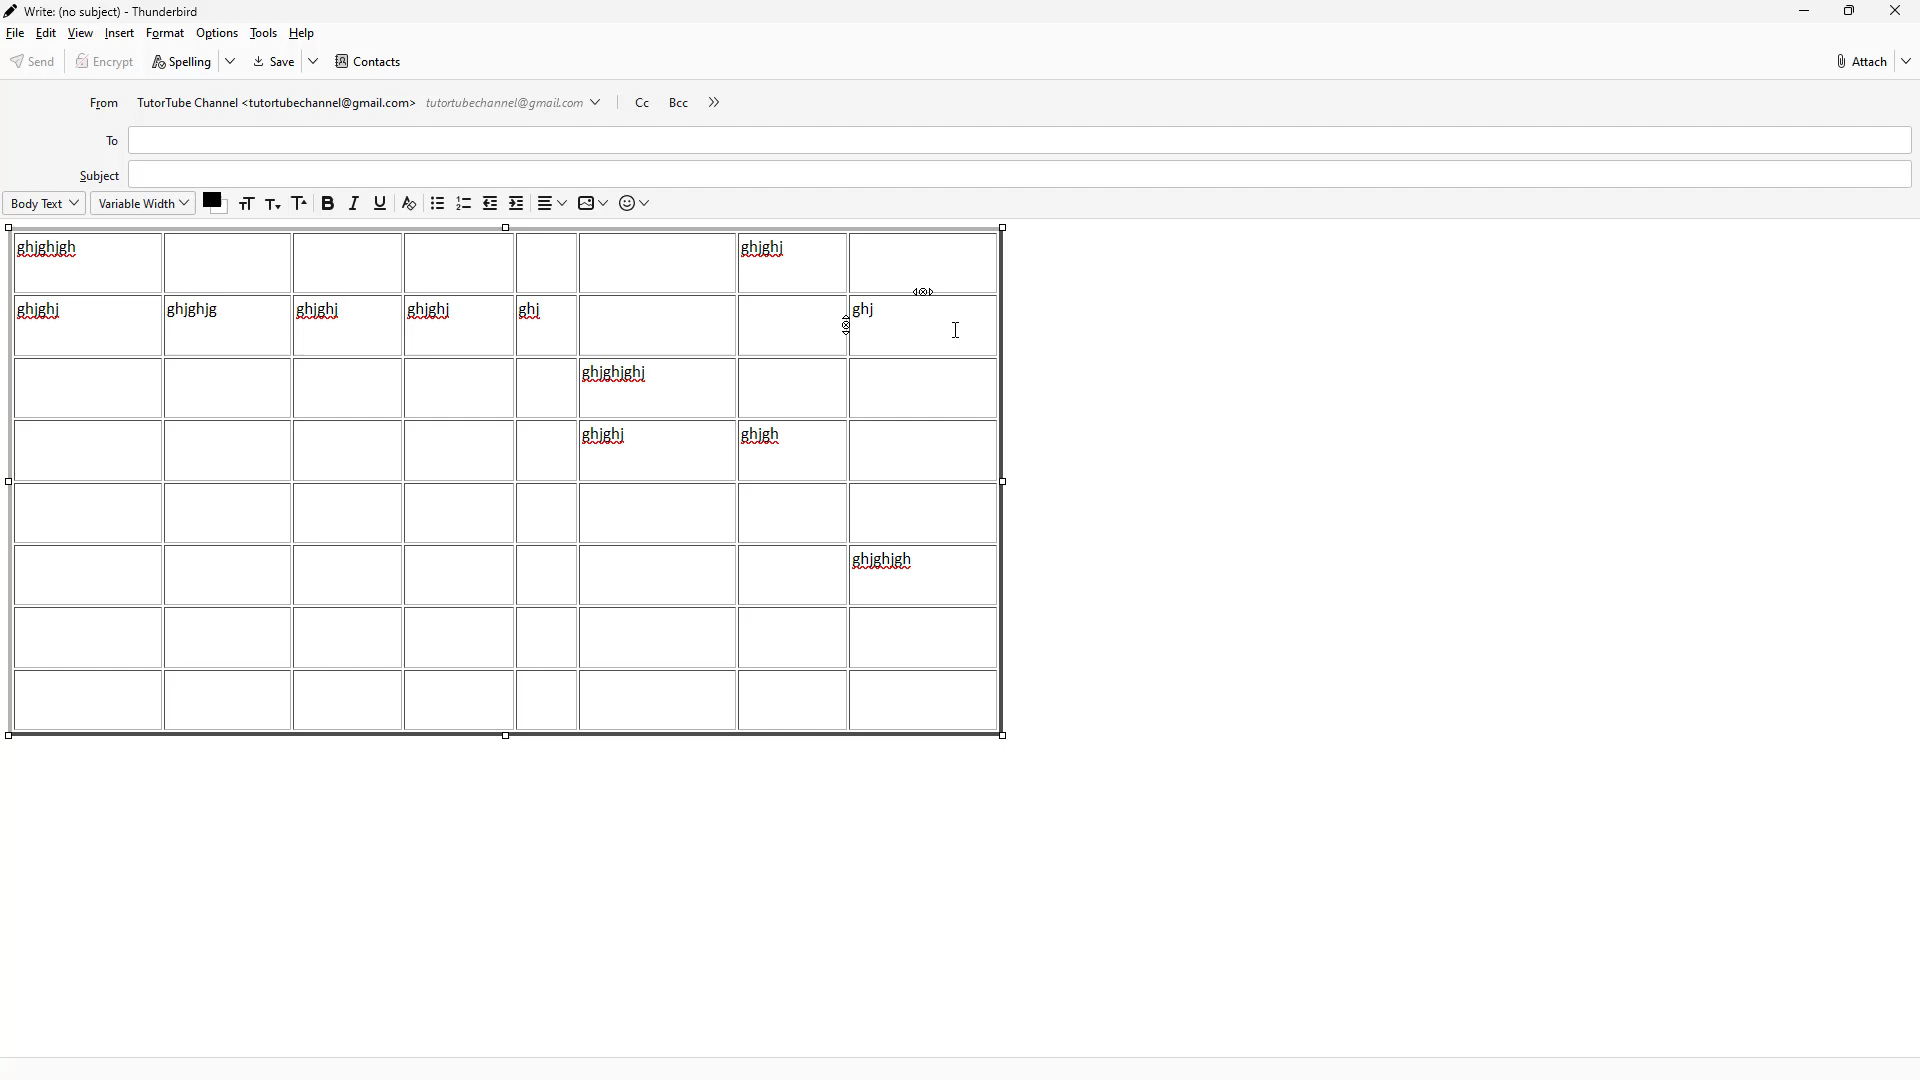 Write: (no subject) - Thunderbird
File Edit View Insert Format Options Tools Help
Send Encrypt Spelling Save Contacts Attach
From TutorTube Channel <tutortubechannel@gmail.com> tutortubechannel@gmail.com Cc Bcc
To
Subject
Body Text Variable Width
ghjghjgh ghjghj
ghjghj ghjghjg ghjghj ghjghj ghj ghj
ghjghjghj
ghjghj ghjgh
ghjghjgh